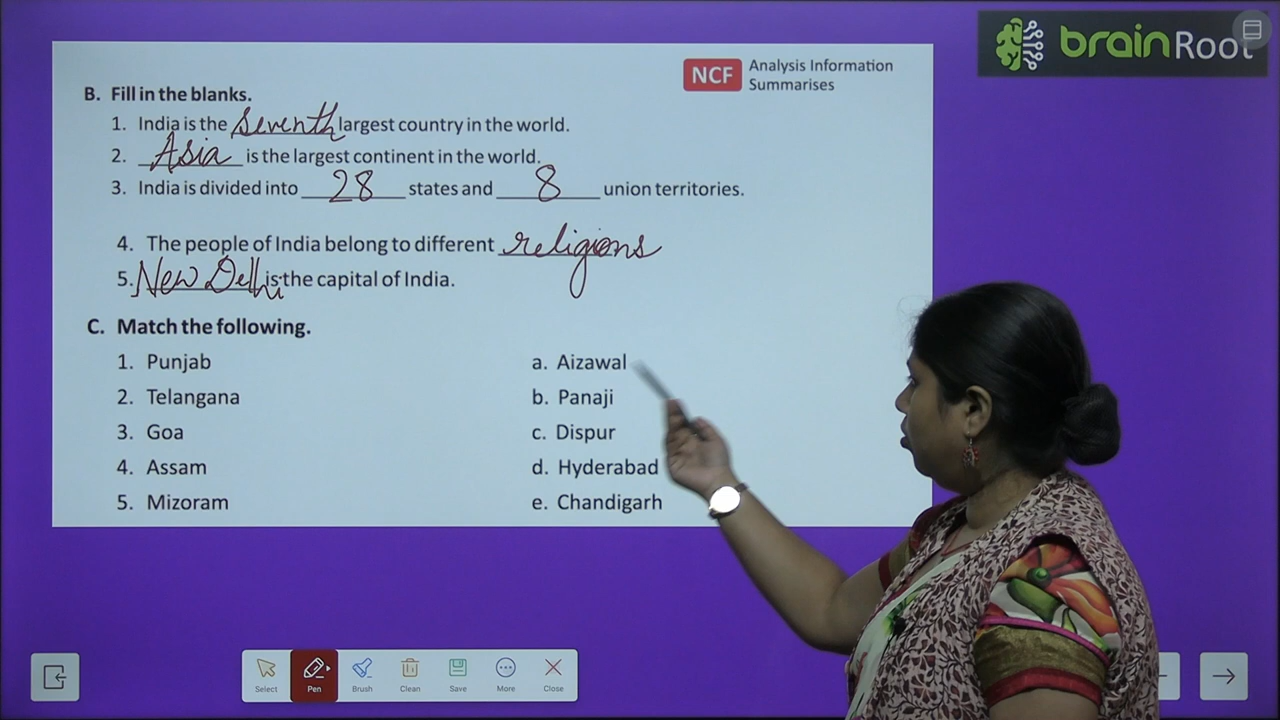 brainRoot
NCF Analysis Information
Summarises
B. Fill in the blanks.
1. India is the Seventh largest country in the world.
2. Asia is the largest continent in the world.
3. India is divided into 28 states and 8 union territories.
4. The people of India belong to different religions
5. New Delhi is the capital of India.
C. Match the following.
1. Punjab a. Aizawal
2. Telangana b. Panaji
3. Goa c. Dispur
4. Assam d. Hyderabad
5. Mizoram e. Chandigarh
Select Pen Brush Clean Save More Close